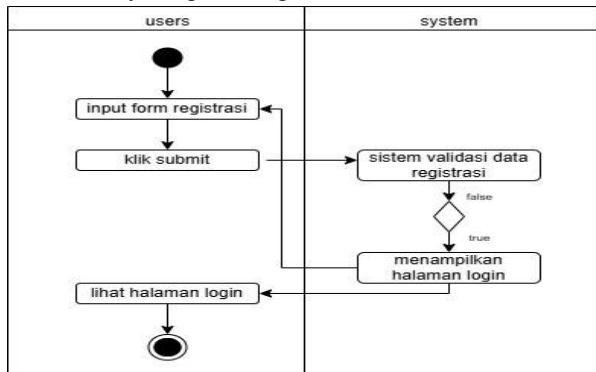 users
system
input form registrasi
klik submit
sistem validasi data
registrasi
false
true
menampilkan
halaman login
lihat halaman login